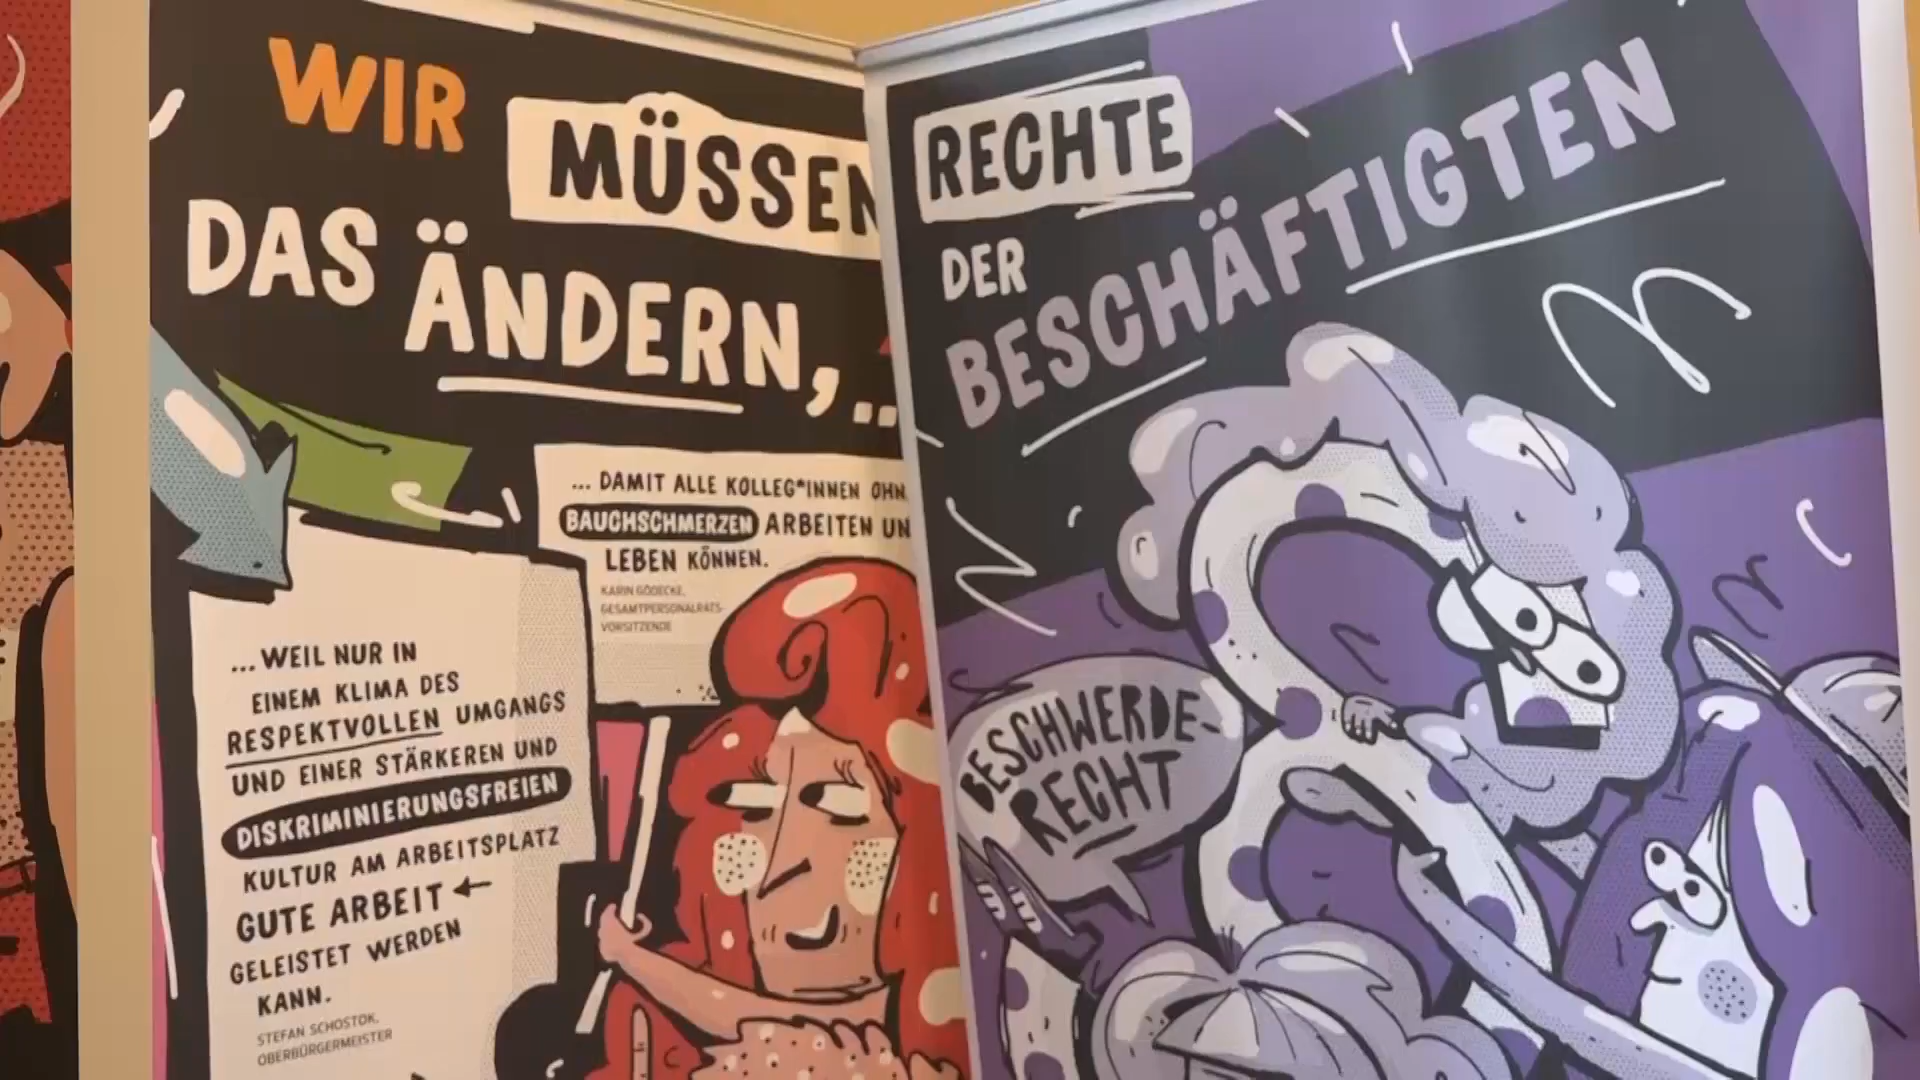 WIR
MÜSSEN
DAS ÄNDERN, ..
... DAMIT ALLE KOLLEG*INNEN OHN
BAUCHSCHMERZEN ARBEITEN UN
LEBEN KÖNNEN.
KARIN GÖDECKE,
GESAMTPERSONALRATS-
VORSITZENDE
...WEIL NUR IN
EINEM KLIMA DES
RESPEKTVOLLEN UMGANGS
UND EINER STÄRKEREN UND
DISKRIMINIERUNGSFREIEN
KULTUR AM ARBEITSPLATZ
GUTE ARBEIT
GELEISTET WERDEN
KANN.
STEFAN SCHOSTOK,
OBERBÜRGERMEISTER
RECHTE
DER
BESCHÄFTIGTEN
BESCHWERDE-
RECHT